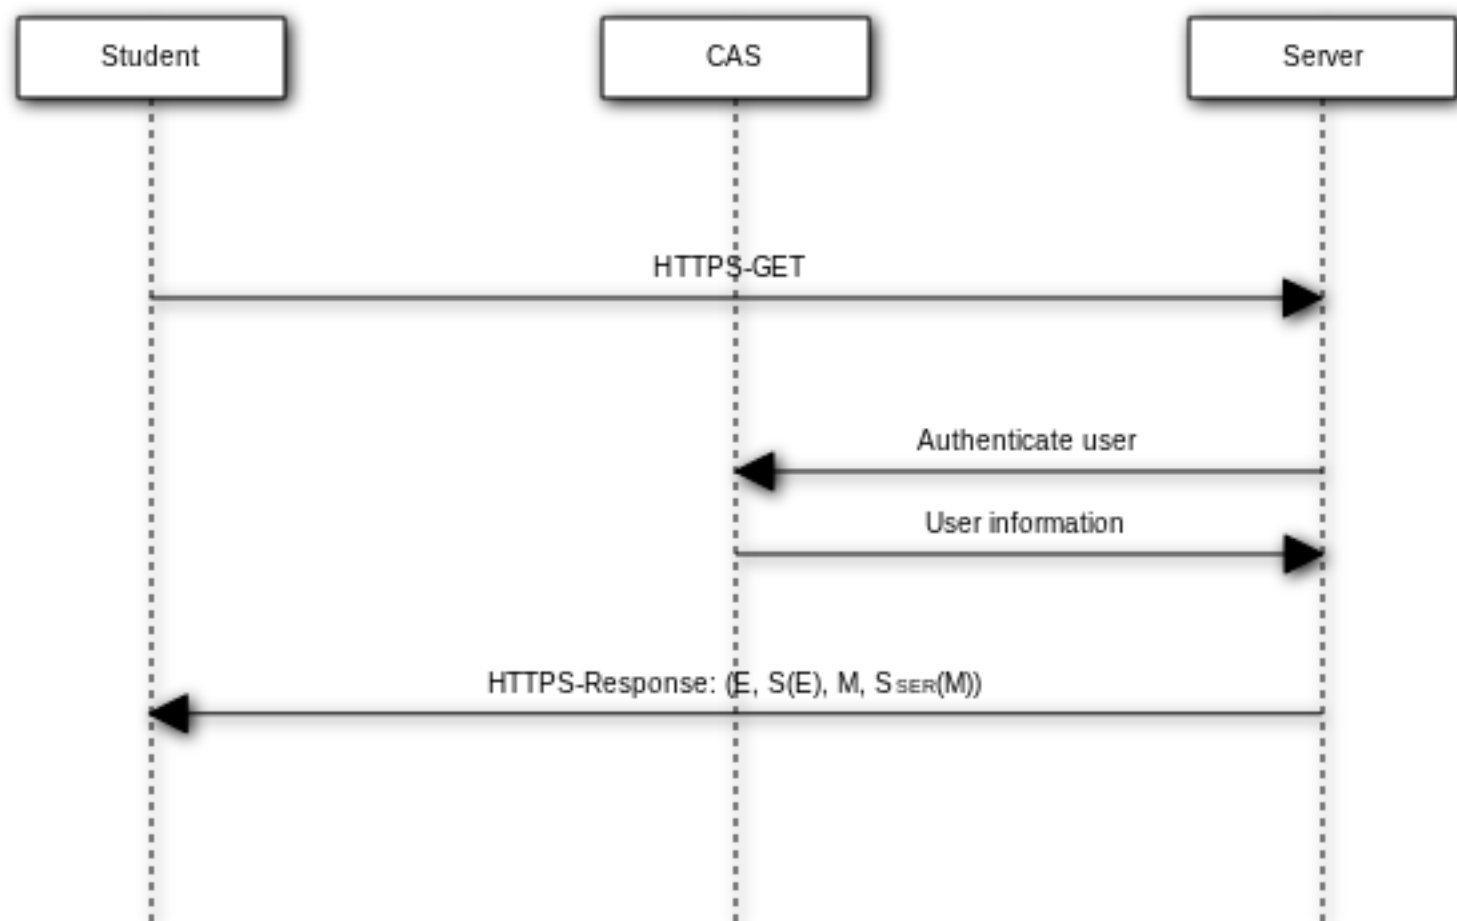 Student
CAS
Server
HTTPS-GET
Authenticate user
User information
HTTPS-Response: (E, S(E), M, SSER(M))